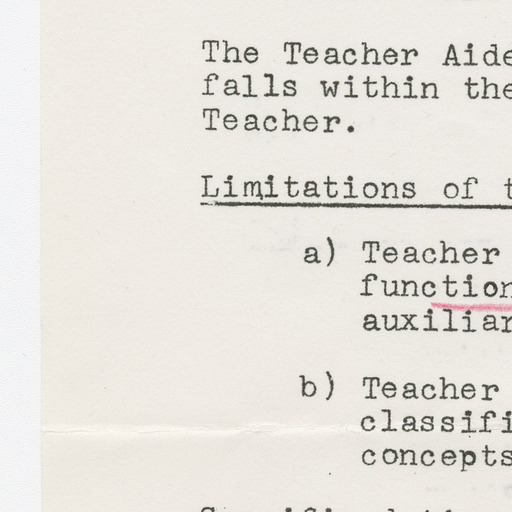 The Teacher Aide
falls within the
Teacher.
Limitations of t
a) Teacher
function
auxiliar
b) Teacher
classifi
concepts